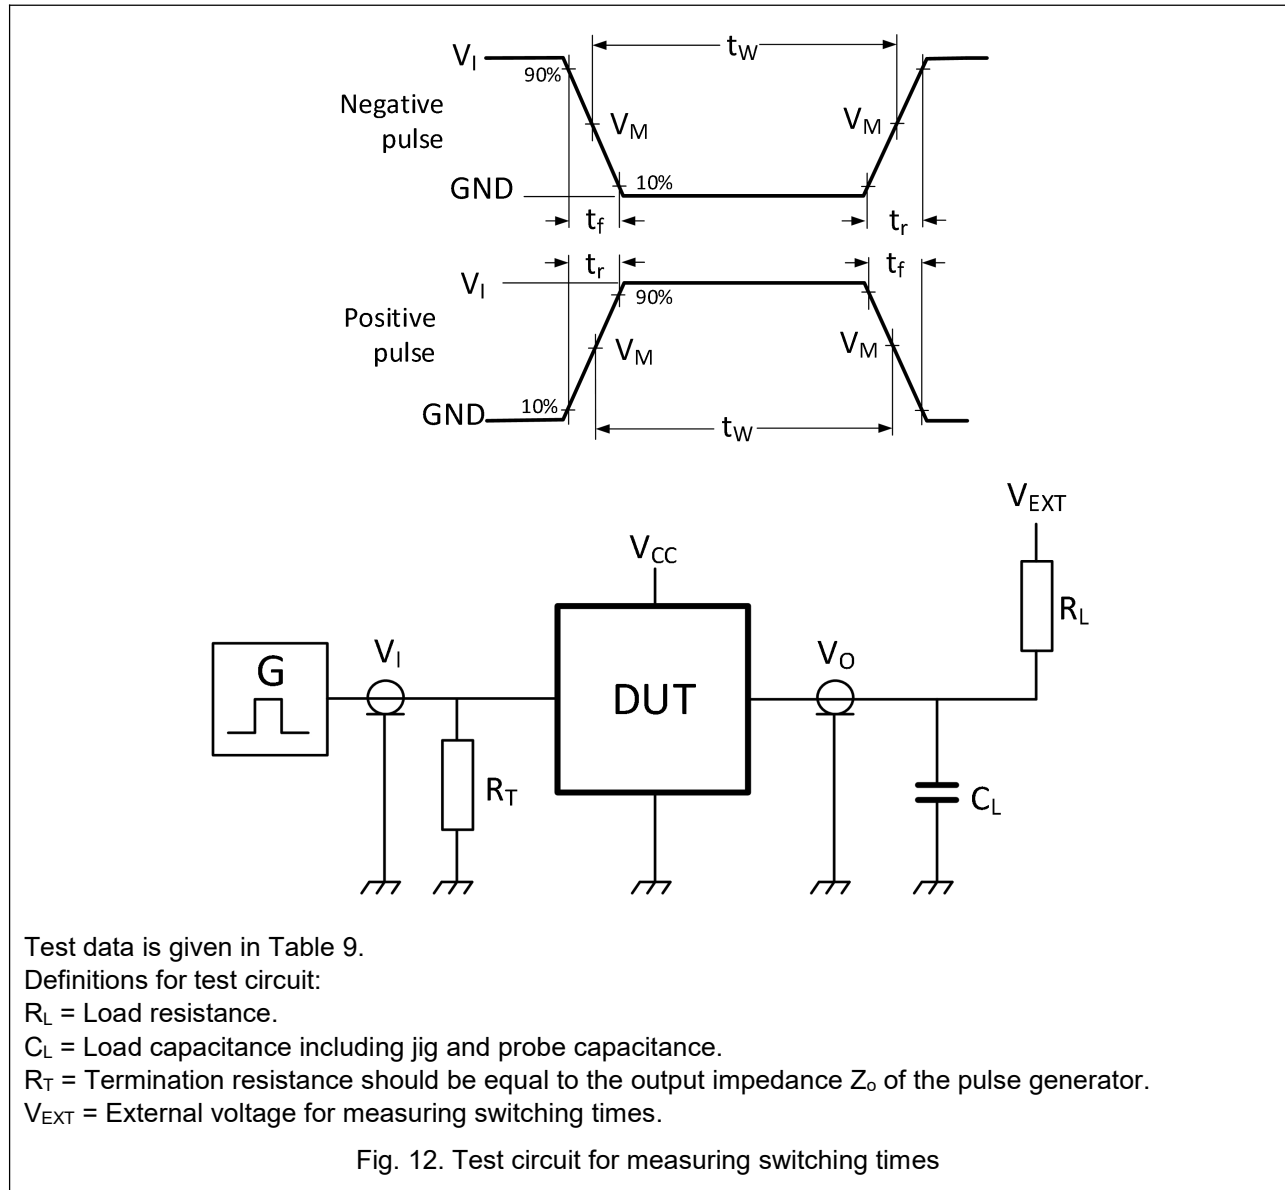 V_I
90%
t_W
Negative
pulse
V_M
V_M
GND
10%
t_f
t_r
t_r
t_f
V_I
90%
Positive
pulse
V_M
V_M
GND
10%
t_W
V_EXT
V_CC
R_L
G
V_I
DUT
V_O
R_T
C_L
Test data is given in Table 9.
Definitions for test circuit:
R_L = Load resistance.
C_L = Load capacitance including jig and probe capacitance.
R_T = Termination resistance should be equal to the output impedance Z_o of the pulse generator.
V_EXT = External voltage for measuring switching times.
Fig. 12. Test circuit for measuring switching times